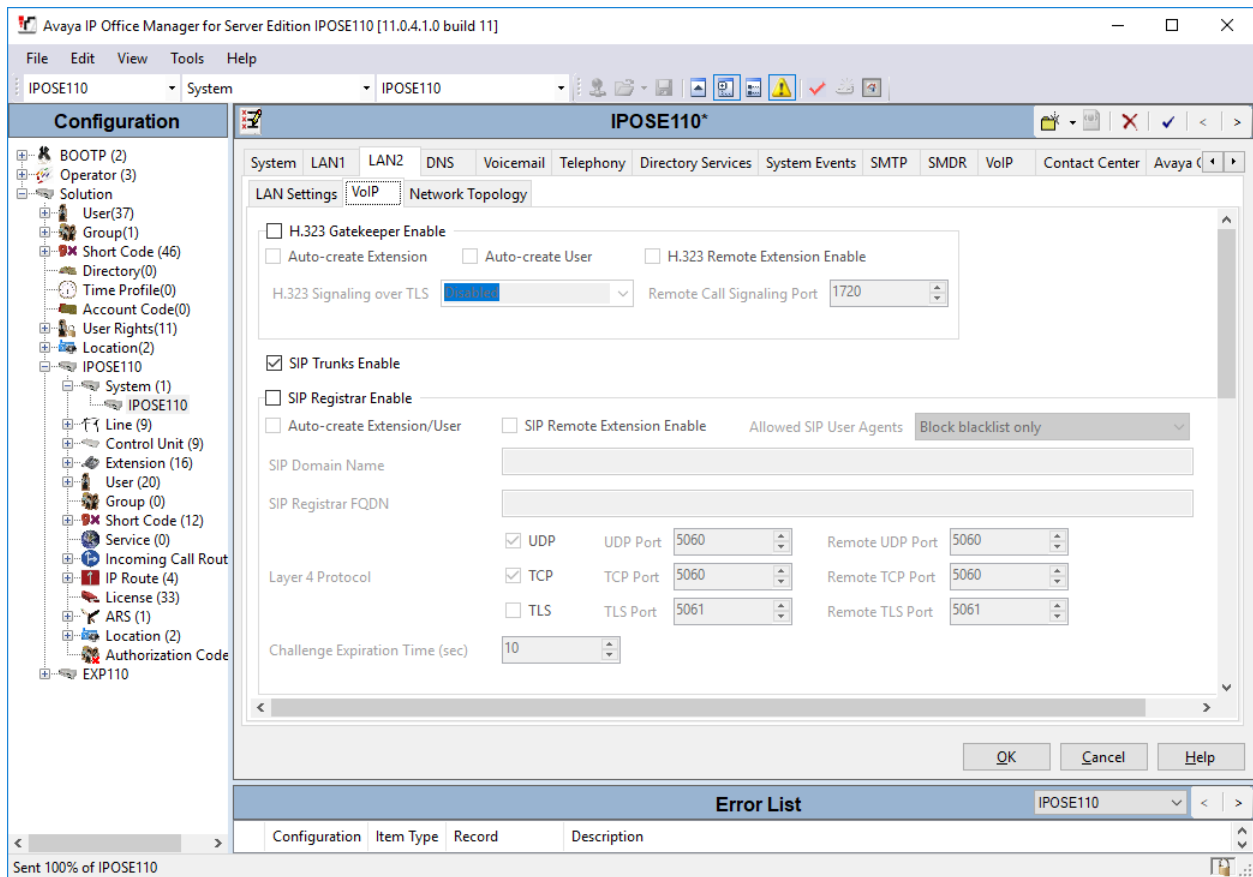 Avaya IP Office Manager for Server Edition IPOSE110 [11.0.4.1.0 build 11]
File Edit View Tools Help
IPOSE110 System IPOSE110
Configuration
BOOTP (2)
Operator (3)
Solution
User(37)
Group(1)
Short Code (46)
Directory(0)
Time Profile(0)
Account Code(0)
User Rights(11)
Location(2)
IPOSE110
System (1)
IPOSE110
Line (9)
Control Unit (9)
Extension (16)
User (20)
Group (0)
Short Code (12)
Service (0)
Incoming Call Rout
IP Route (4)
License (33)
ARS (1)
Location (2)
Authorization Code
EXP110
IPOSE110*
System LAN1 LAN2 DNS Voicemail Telephony Directory Services System Events SMTP SMDR VoIP Contact Center Avaya C
LAN Settings VoIP Network Topology
H.323 Gatekeeper Enable
Auto-create Extension Auto-create User H.323 Remote Extension Enable
H.323 Signaling over TLS Disabled Remote Call Signaling Port 1720
SIP Trunks Enable
SIP Registrar Enable
Auto-create Extension/User SIP Remote Extension Enable Allowed SIP User Agents Block blacklist only
SIP Domain Name
SIP Registrar FQDN
UDP UDP Port 5060 Remote UDP Port 5060
Layer 4 Protocol TCP TCP Port 5060 Remote TCP Port 5060
TLS TLS Port 5061 Remote TLS Port 5061
Challenge Expiration Time (sec) 10
OK Cancel Help
Error List IPOSE110
Configuration Item Type Record Description
Sent 100% of IPOSE110